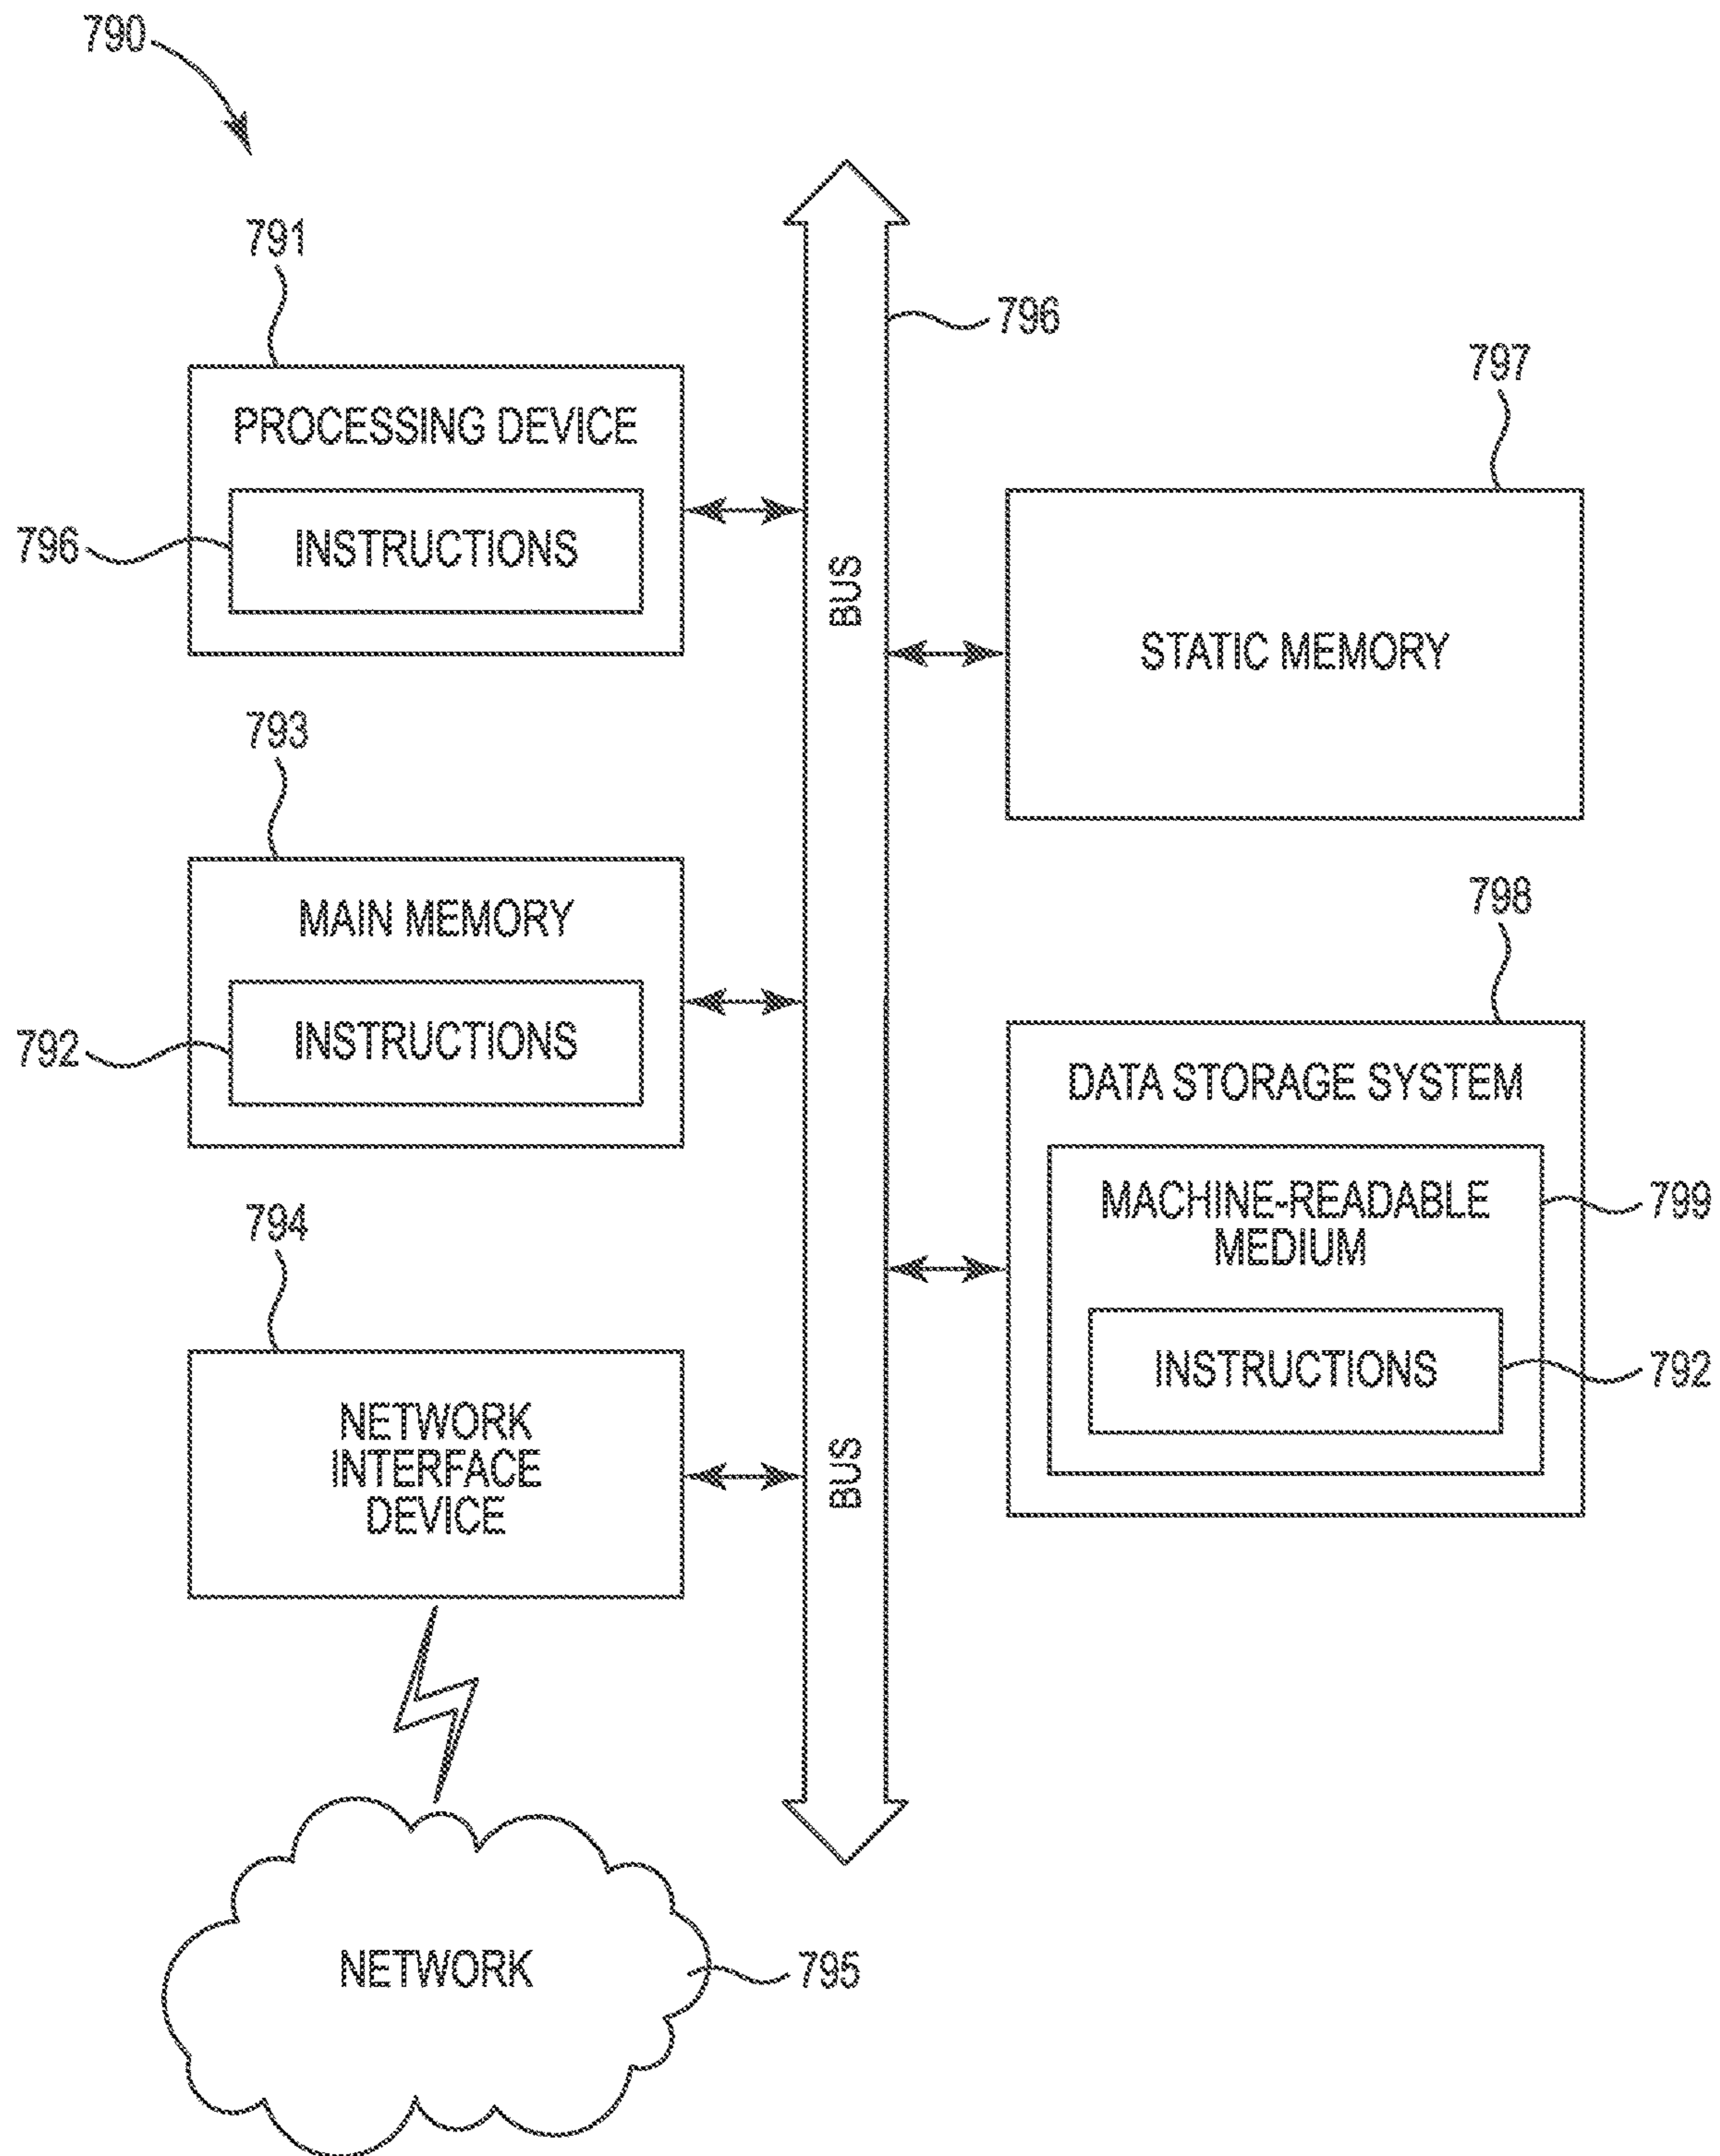 790
791
796
797
PROCESSING DEVICE
796
INSTRUCTIONS
BUS
STATIC MEMORY
793
798
MAIN MEMORY
792
INSTRUCTIONS
DATA STORAGE SYSTEM
MACHINE-READABLE
MEDIUM
799
794
INSTRUCTIONS
792
NETWORK
INTERFACE
DEVICE
BUS
NETWORK
795